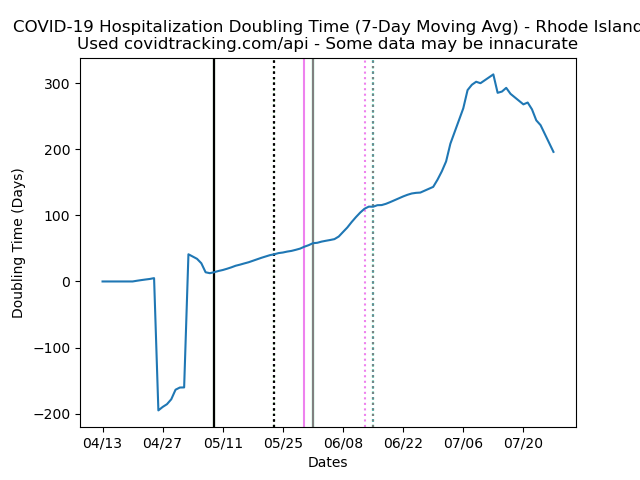 COVID-19 Hospitalization Doubling Time (7-Day Moving Avg) - Rhode Island
Used covidtracking.com/api - Some data may be innacurate
Doubling Time (Days)
300
200
100
0
−100
−200
04/13 04/27 05/11 05/25 06/08 06/22 07/06 07/20
Dates